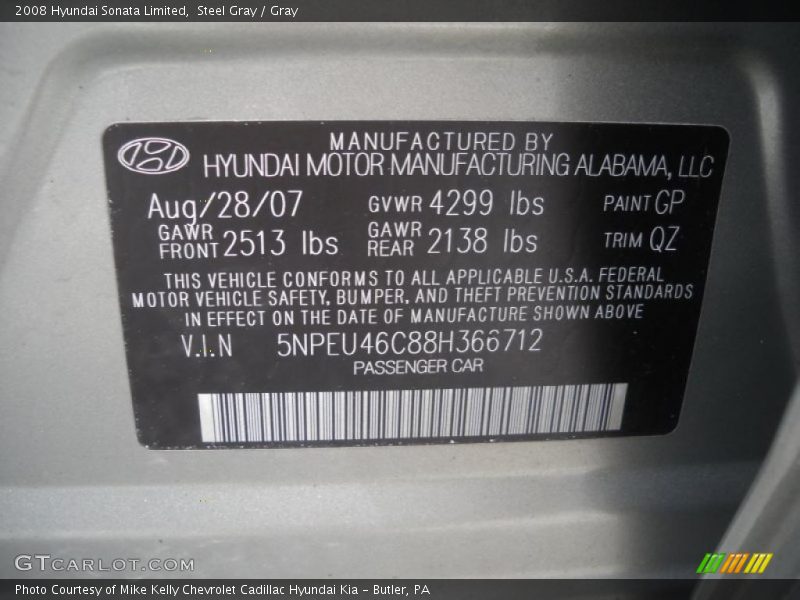 2008 Hyundai Sonata Limited,  Steel Gray / Gray
MANUFACTURED BY
HYUNDAI MOTOR MANUFACTURING ALABAMA, LLC
Aug/28/07 GVWR 4299 lbs PAINT GP
GAWR FRONT 2513 lbs GAWR REAR 2138 lbs TRIM QZ
THIS VEHICLE CONFORMS TO ALL APPLICABLE U.S.A. FEDERAL
MOTOR VEHICLE SAFETY, BUMPER, AND THEFT PREVENTION STANDARDS
IN EFFECT ON THE DATE OF MANUFACTURE SHOWN ABOVE
V.I.N 5NPEU46C88H366712
PASSENGER CAR
GTCARLOT.COM
Photo Courtesy of Mike Kelly Chevrolet Cadillac Hyundai Kia – Butler, PA